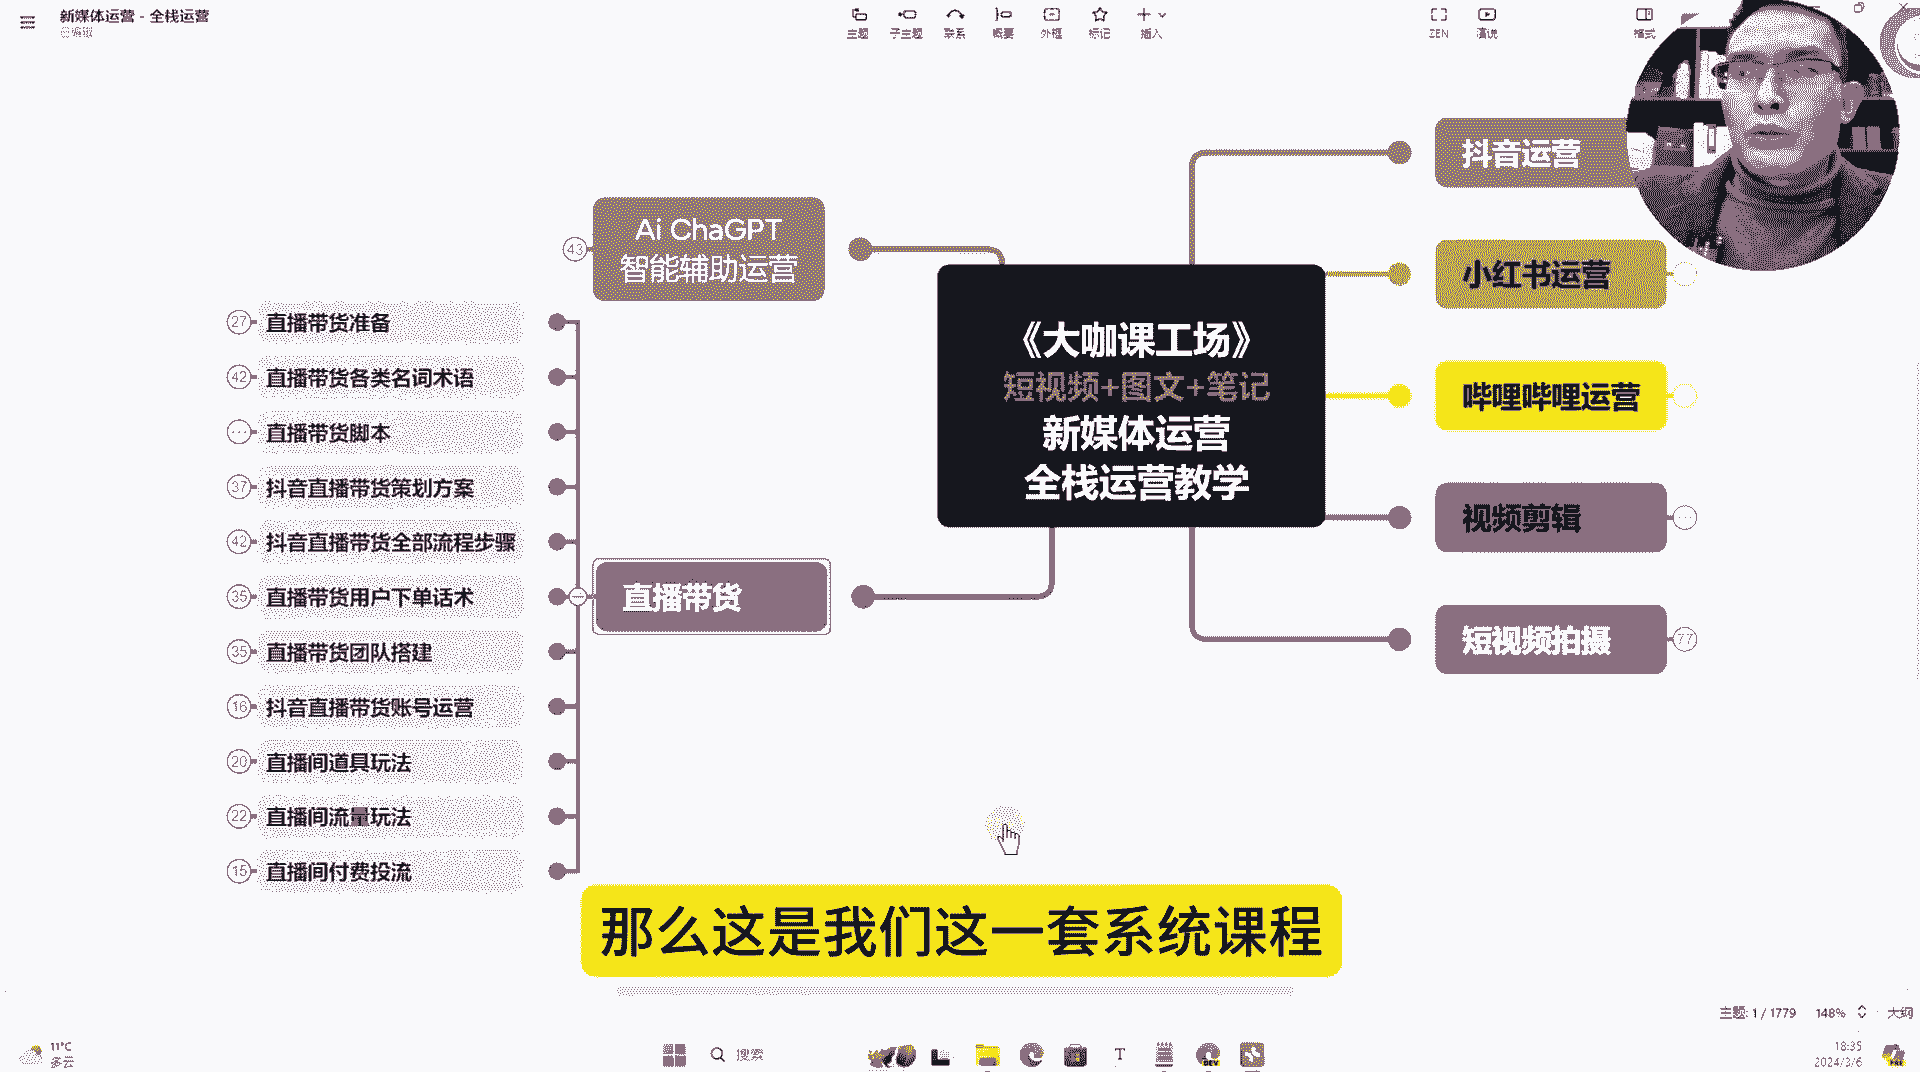 新媒体运营 - 全栈运营
已编辑
主题
子主题
联系
概要
外框
标记
插入
ZEN
演说
格式
抖音运营
小红书运营
哔哩哔哩运营
视频剪辑
短视频拍摄
77
《大咖课工场》
短视频+图文+笔记
新媒体运营
全栈运营教学
43
Ai ChaGPT
智能辅助运营
直播带货
27
直播带货准备
42
直播带货各类名词术语
直播带货脚本
37
抖音直播带货策划方案
42
抖音直播带货全部流程步骤
35
直播带货用户下单话术
35
直播带货团队搭建
16
抖音直播带货账号运营
20
直播间道具玩法
22
直播间流量玩法
15
直播间付费投流
那么这是我们这一套系统课程
主题: 1 / 1779
148%
大纲
11°C
多云
搜索
T
DEV
18:35
2024/3/6
PRE